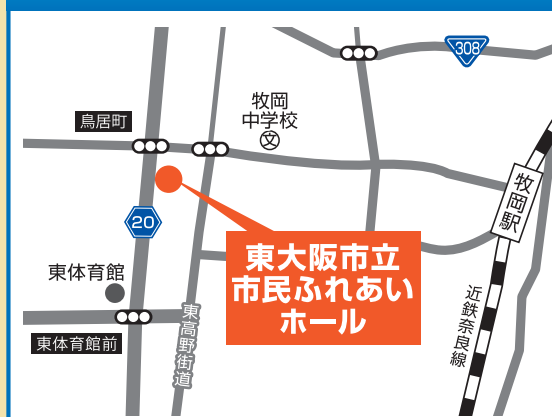 308
牧岡
中学校
文
鳥居町
牧岡駅
20
東大阪市立
市民ふれあい
ホール
東体育館
東体育館前
東高野街道
近鉄奈良線